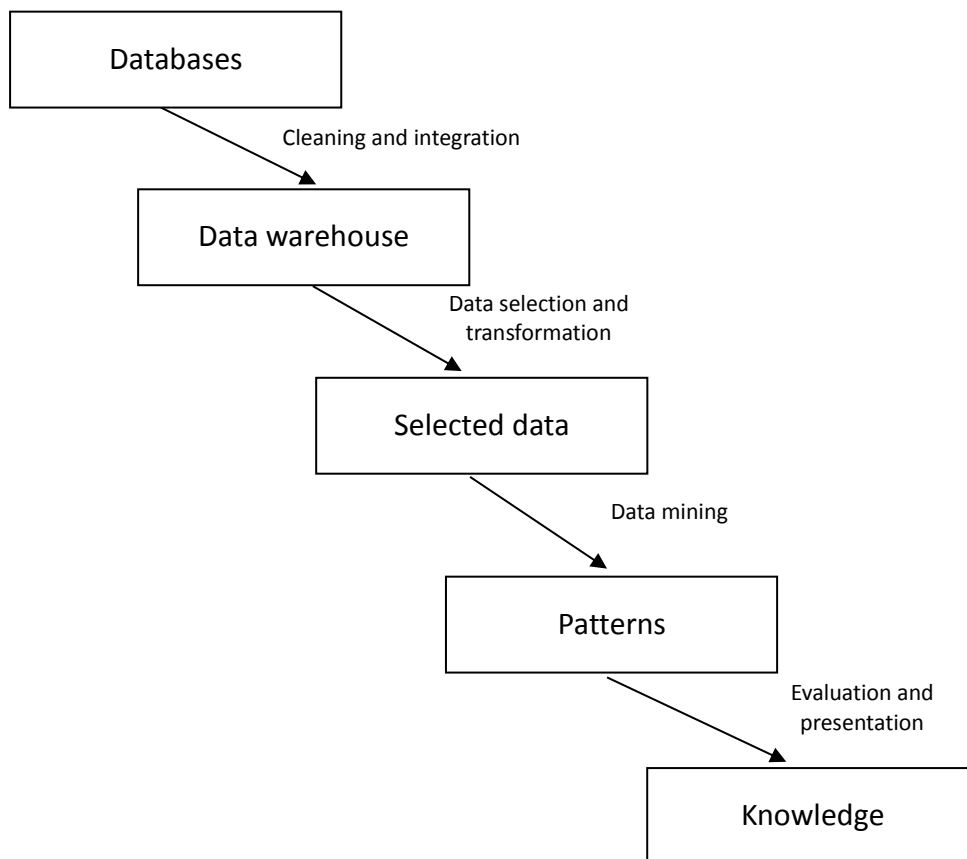 Databases
Cleaning and integration
Data warehouse
Data selection and
transformation
Selected data
Data mining
Patterns
Evaluation and
presentation
Knowledge